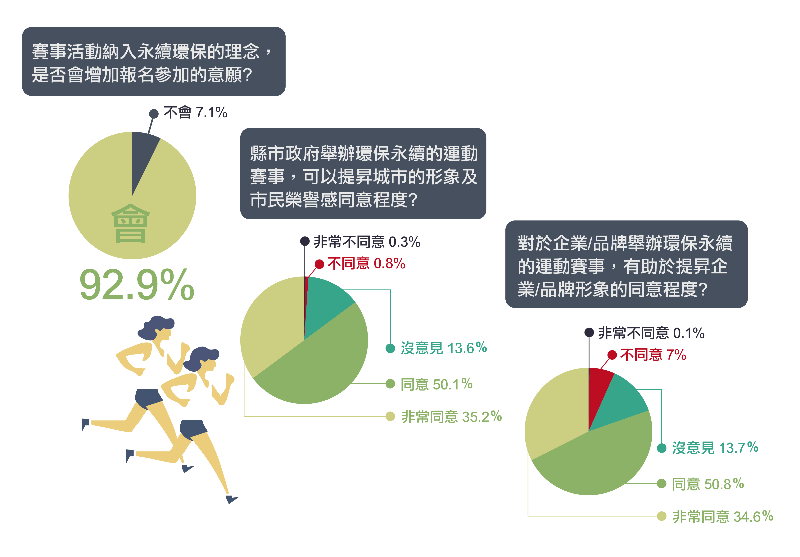 賽事活動納入永續環保的理念，
是否會增加報名參加的意願?
不會 7.1%
會
92.9%
縣市政府舉辦環保永續的運動
賽事，可以提昇城市的形象及
市民榮譽感同意程度?
非常不同意 0.3%
不同意 0.8%
沒意見 13.6%
同意 50.1%
非常同意 35.2%
對於企業/品牌舉辦環保永續
的運動賽事，有助於提昇企
業/品牌形象的同意程度?
非常不同意 0.1%
不同意 7%
沒意見 13.7%
同意 50.8%
非常同意 34.6%